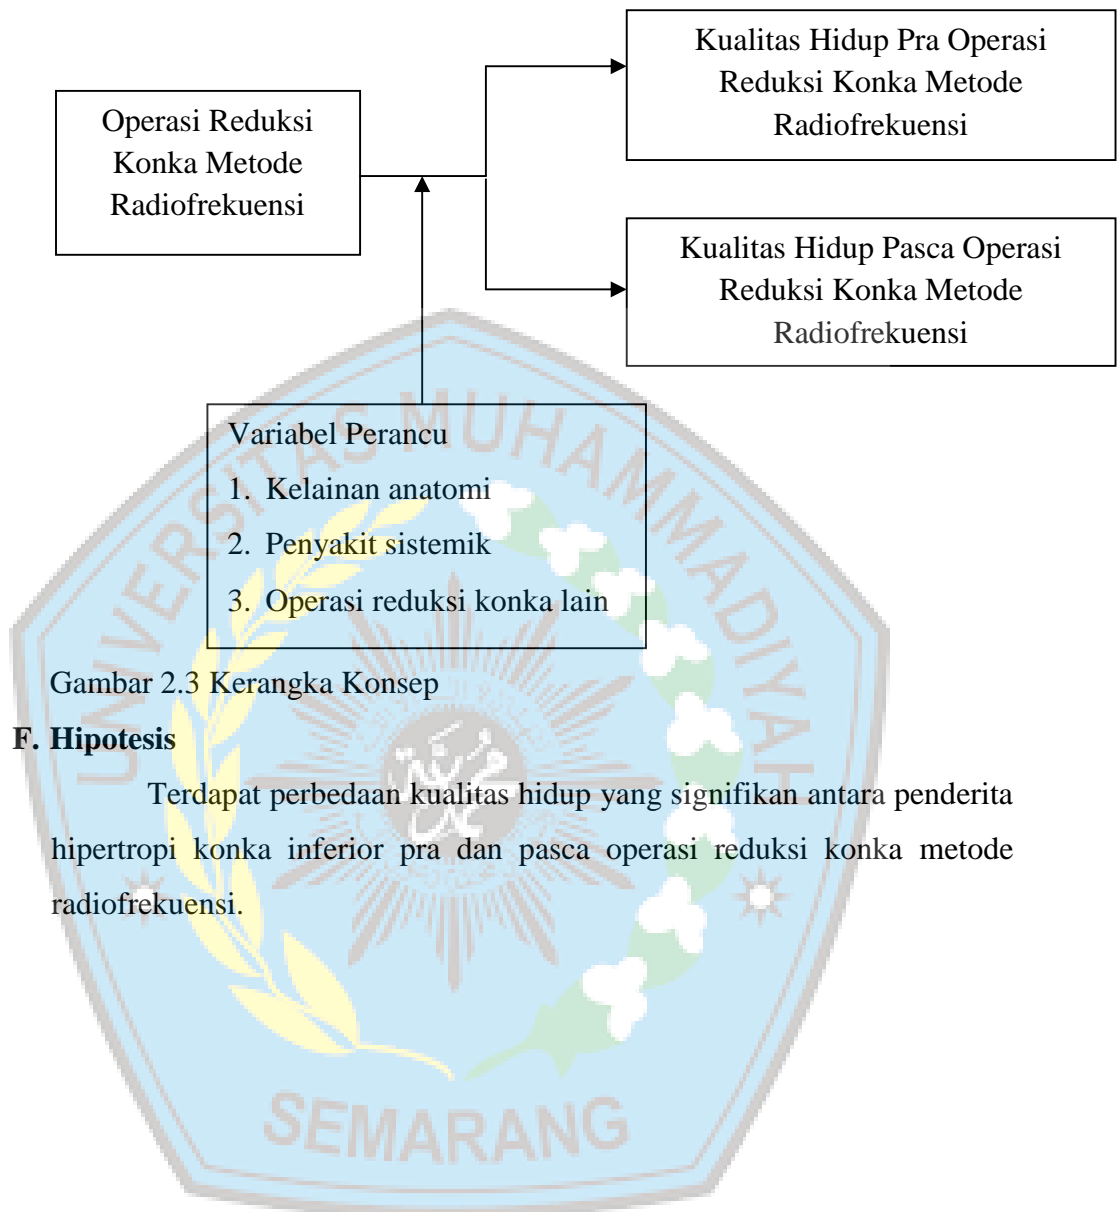 Kualitas Hidup Pra Operasi
Reduksi Konka Metode
Radiofrekuensi
Operasi Reduksi
Konka Metode
Radiofrekuensi
Kualitas Hidup Pasca Operasi
Reduksi Konka Metode
Radiofrekuensi
Variabel Perancu
1. Kelainan anatomi
2. Penyakit sistemik
3. Operasi reduksi konka lain
Gambar 2.3 Kerangka Konsep
F. Hipotesis
Terdapat perbedaan kualitas hidup yang signifikan antara penderita
hipertropi konka inferior pra dan pasca operasi reduksi konka metode
radiofrekuensi.
UNIVERSITAS MUHAMMADIYAH
SEMARANG